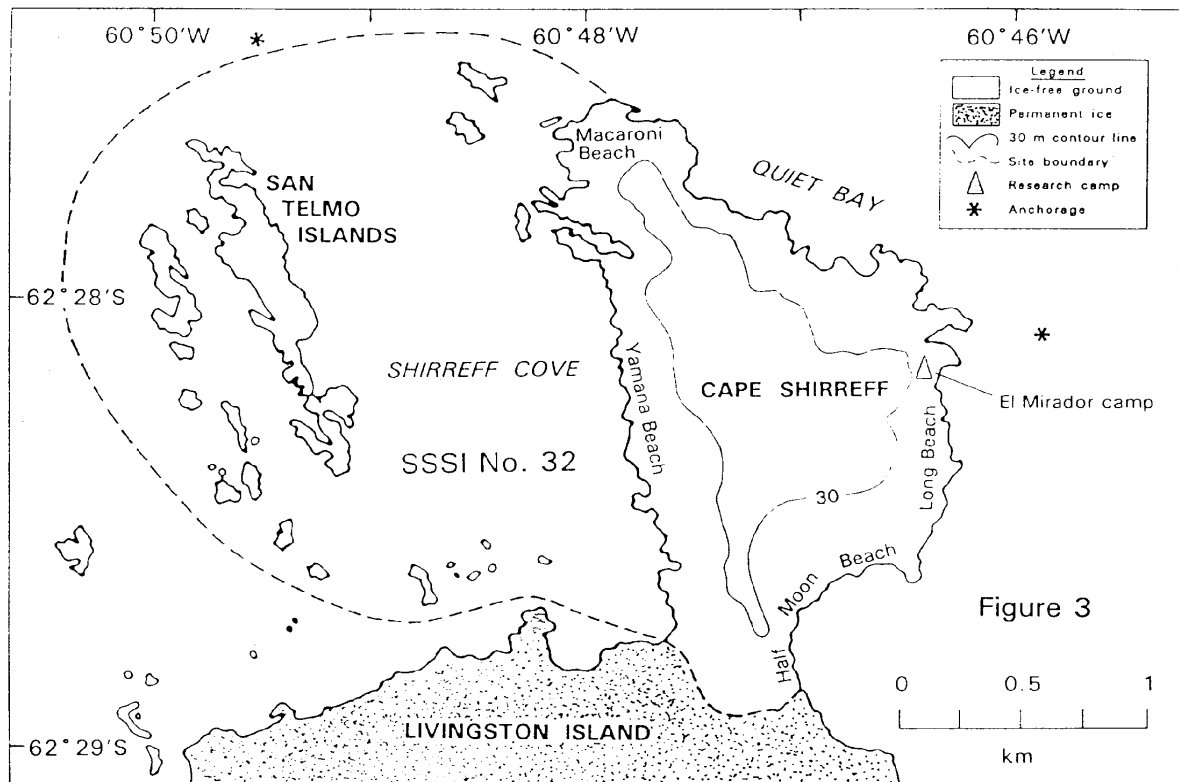 60°50'W
60°48'W
60°46'W
Legend
Ice-free ground
Permanent ice
30 m contour line
Site boundary
Research camp
Anchorage
Macaroni
Beach
QUIET BAY
SAN
TELMO
ISLANDS
62°28'S
SHIRREFF COVE
Yamana Beach
CAPE SHIRREFF
El Mirador camp
Long Beach
SSSI No. 32
30
Half Moon Beach
Figure 3
0 0.5 1
km
LIVINGSTON ISLAND
62°29'S